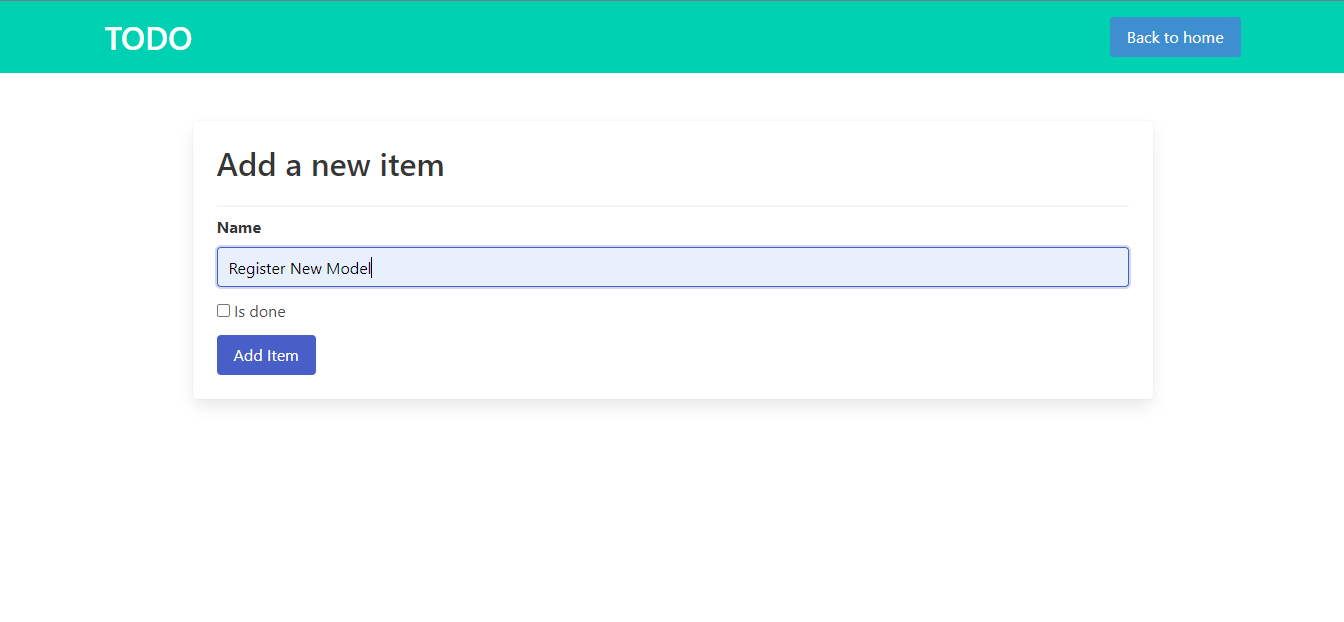 TODO
Back to home
Add a new item
Name
Register New Model
Is done
Add Item